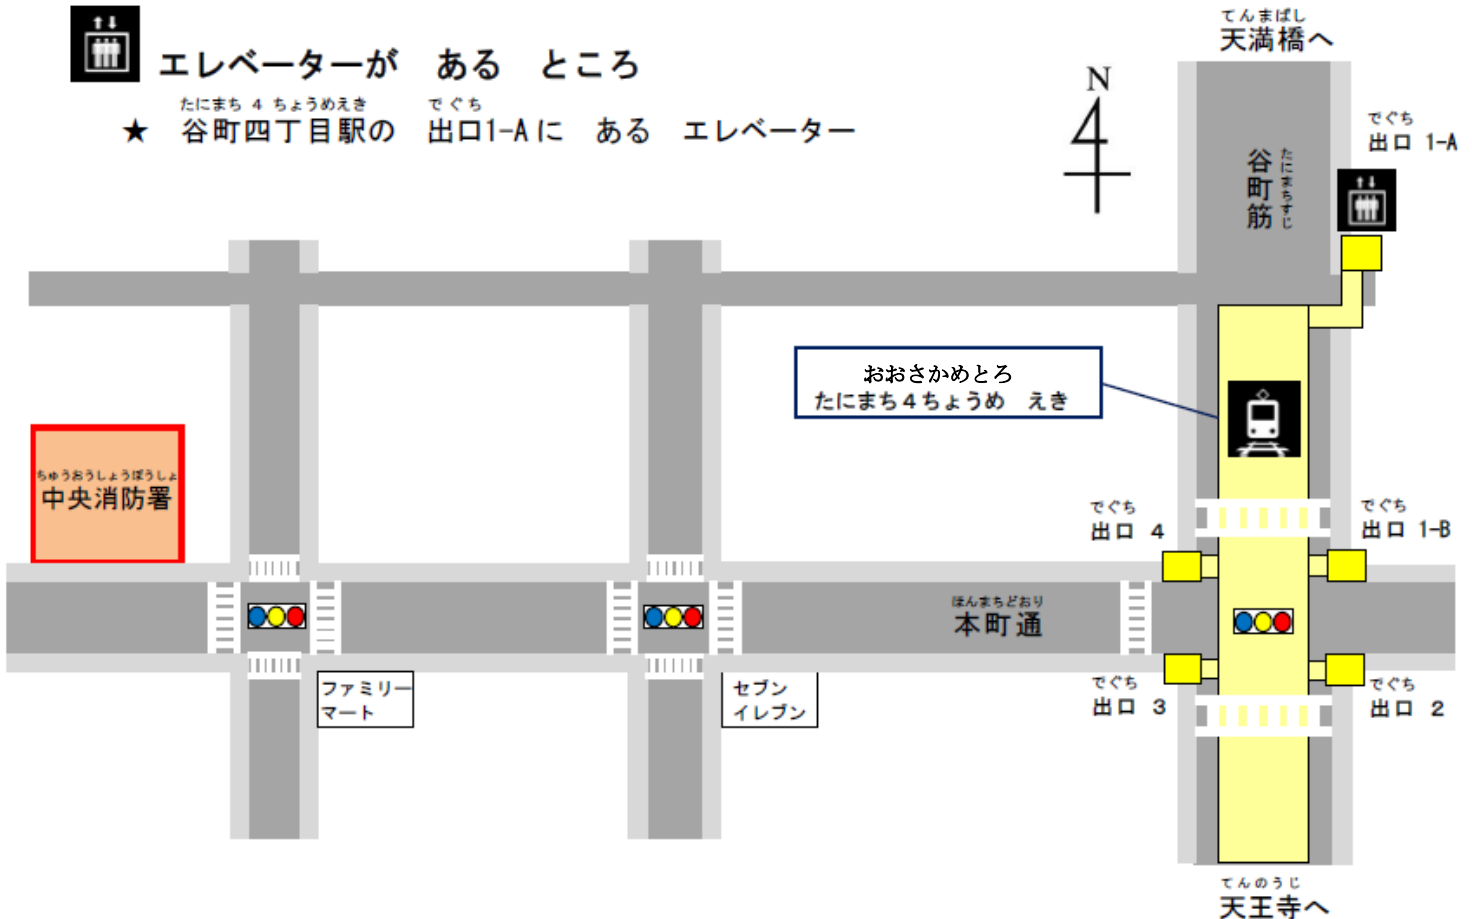 エレベーターが ある ところ
たにまち 4 ちょうめえき でぐち
★ 谷町四丁目駅の 出口1-Aに ある エレベーター
てんまばし
天満橋へ
N
でぐち
出口 1-A
たにまちすじ
谷町筋
おおさかめとろ
たにまち4ちょうめ えき
ちゅうおうしょうぼうしょ
中央消防署
でぐち
出口 4
でぐち
出口 1-B
ほんまちどおり
本町通
ファミリー
マート
セブン
イレブン
でぐち
出口 3
でぐち
出口 2
てんのうじ
天王寺へ